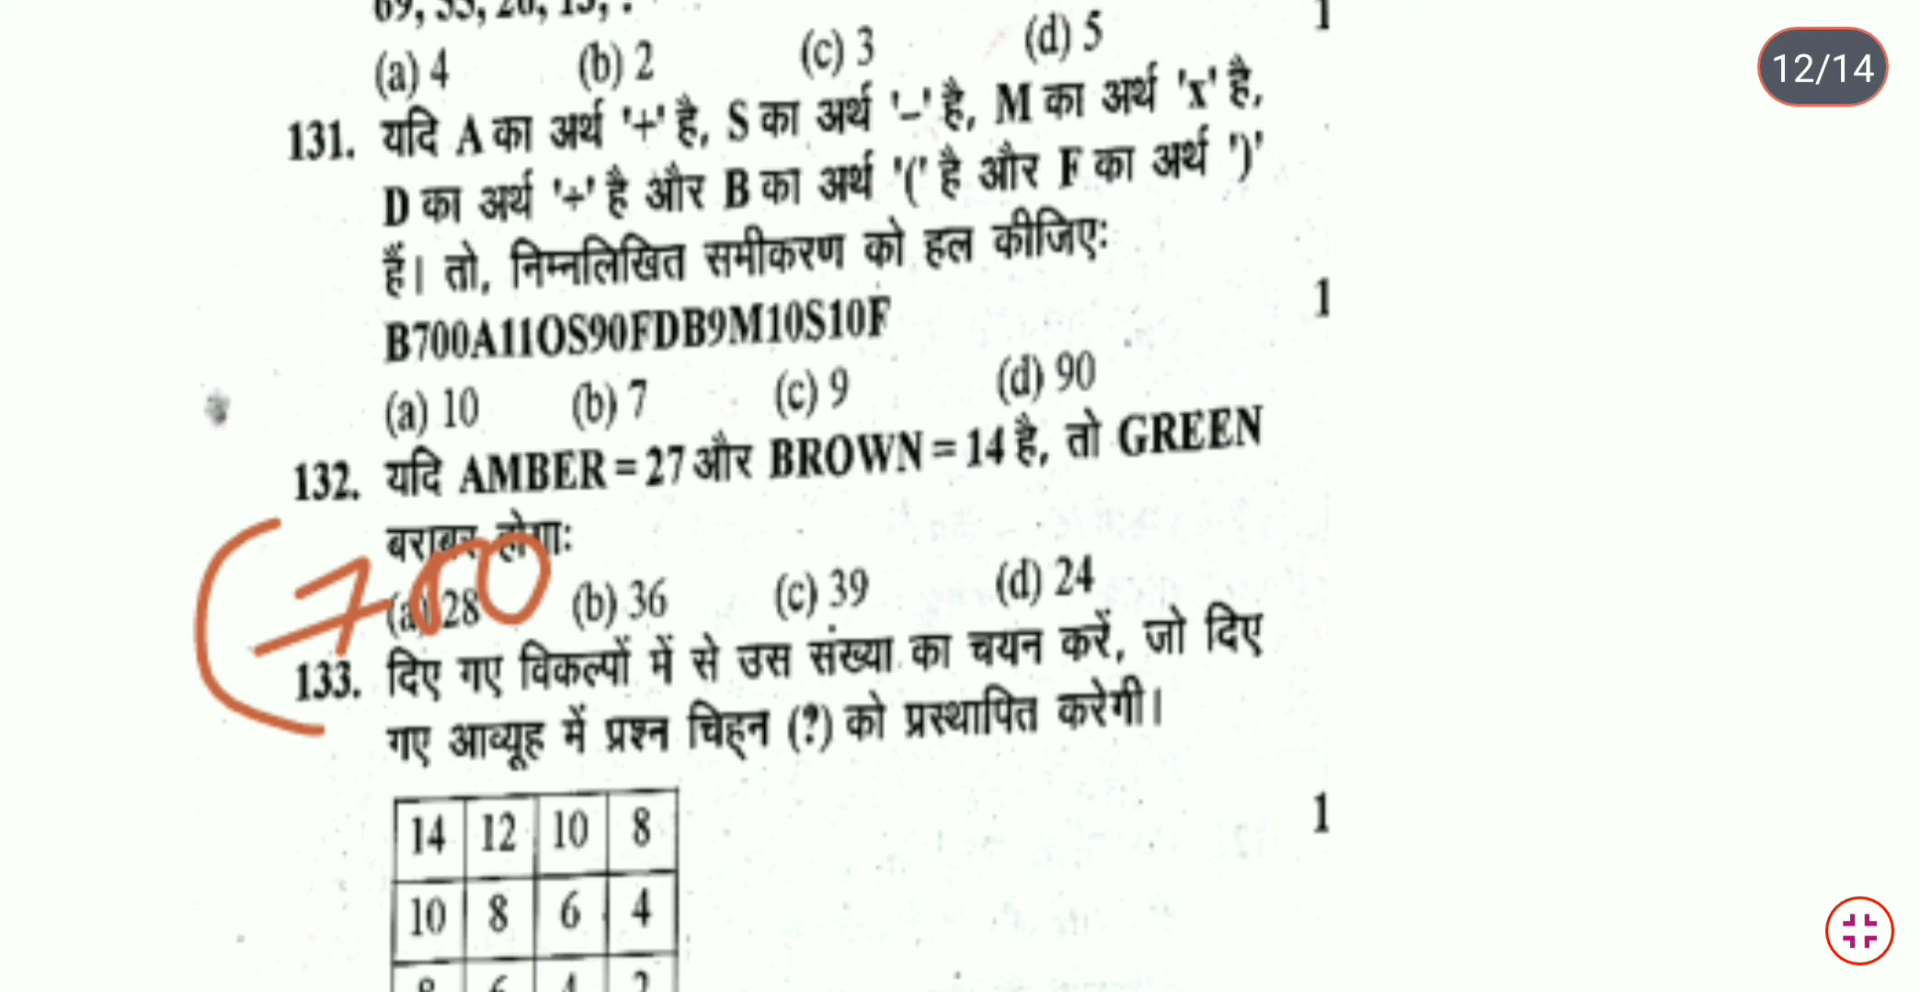 (a) 4 (b) 2 (c) 3 (d) 5
1
12/14
131. यदि A का अर्थ '+' है, S का अर्थ '–' है, M का अर्थ 'x' है,
D का अर्थ '÷' है और B का अर्थ '(' है और F का अर्थ ')'
हैं। तो, निम्नलिखित समीकरण को हल कीजिएः
1
B700A11OS90FDB9M10S10F
(a) 10 (b) 7 (c) 9 (d) 90
132. यदि AMBER = 27 और BROWN = 14 है, तो GREEN
बराबर होगाः
(700
(a) 28 (b) 36 (c) 39 (d) 24
133. दिए गए विकल्पों में से उस संख्या का चयन करें, जो दिए
गए आव्यूह में प्रश्न चिह्न (?) को प्रस्थापित करेगी।
1
14 12 10 8
10 8 6 4